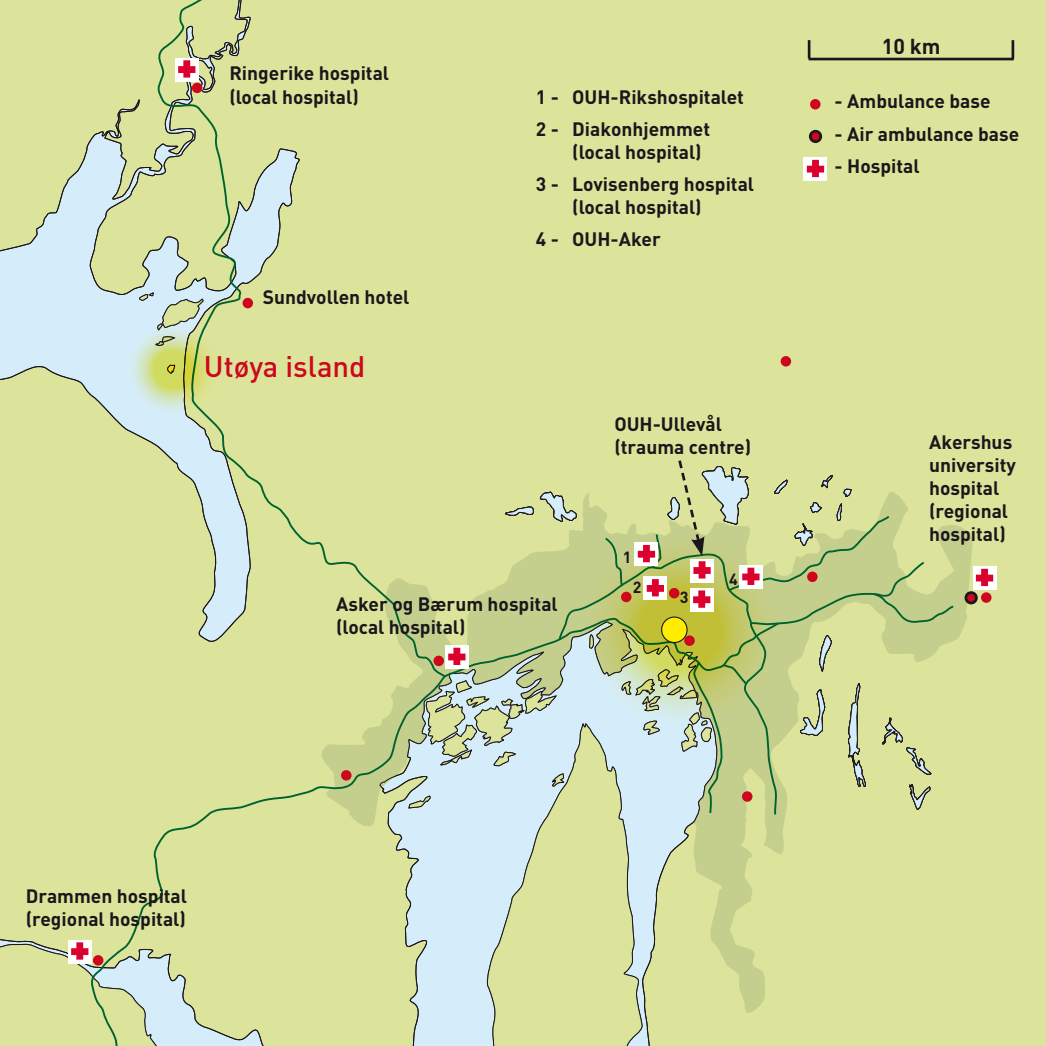 10 km
Ringerike hospital
(local hospital)
1 - OUH-Rikshospitalet
2 - Diakonhjemmet
(local hospital)
3 - Lovisenberg hospital
(local hospital)
4 - OUH-Aker
- Ambulance base
- Air ambulance base
- Hospital
Sundvollen hotel
Utøya island
OUH-Ullevål
(trauma centre)
Akershus
university
hospital
(regional
hospital)
1
2
3
4
Asker og Bærum hospital
(local hospital)
Drammen hospital
(regional hospital)